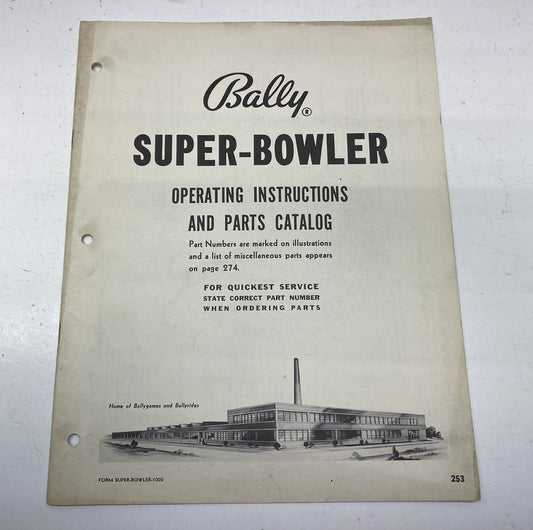 Bally®
SUPER-BOWLER
OPERATING INSTRUCTIONS
AND PARTS CATALOG
Part Numbers are marked on illustrations
and a list of miscellaneous parts appears
on page 274.
FOR QUICKEST SERVICE
STATE CORRECT PART NUMBER
WHEN ORDERING PARTS
Home of Ballygames and Ballyrides
FORM SUPER-BOWLER-1000
253